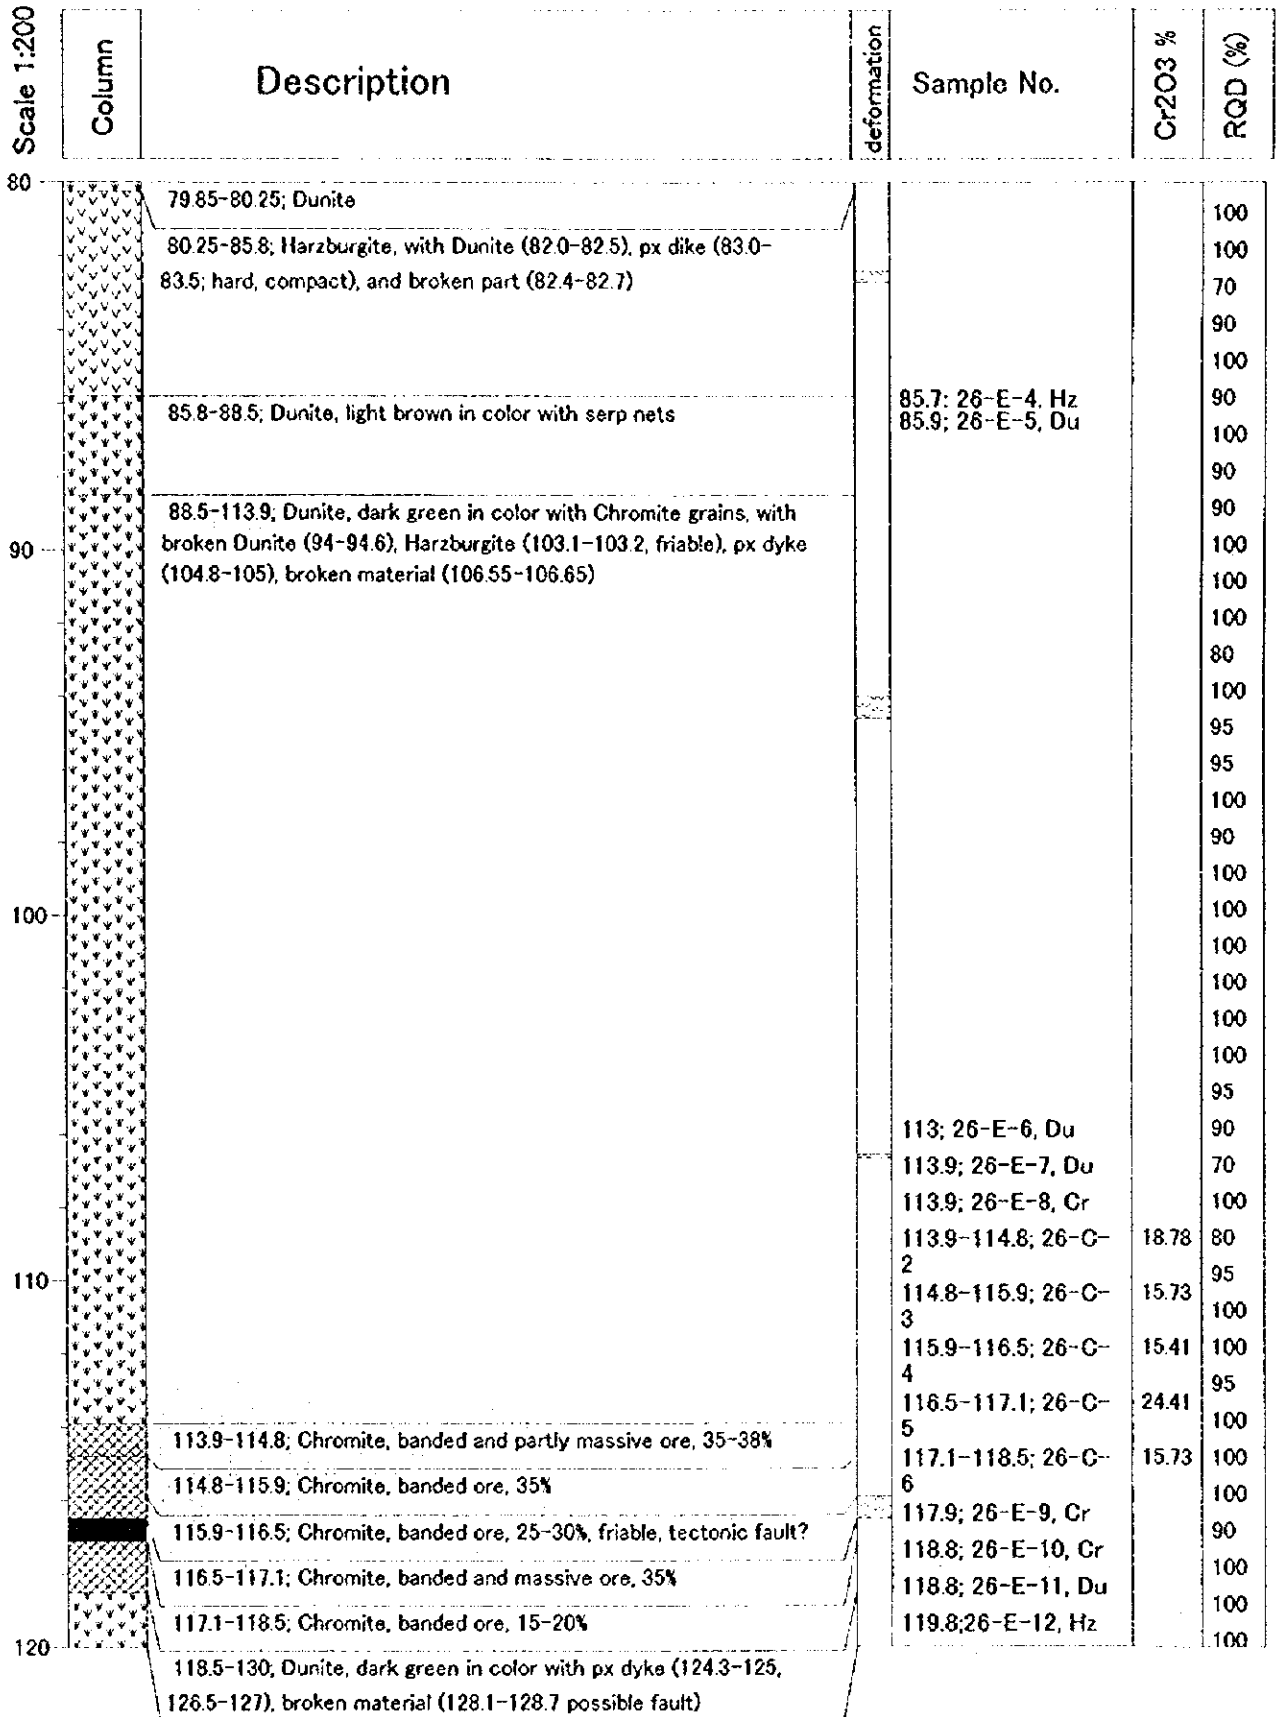 Scale 1:200
Column
Description
deformation
Sample No.
Cr2O3 %
RQD (%)
80
79.85-80.25; Dunite
80.25-85.8; Harzburgite, with Dunite (82.0-82.5), px dike (83.0-
83.5; hard, compact), and broken part (82.4-82.7)
85.8-88.5; Dunite, light brown in color with serp nets
88.5-113.9; Dunite, dark green in color with Chromite grains, with
broken Dunite (94-94.6), Harzburgite (103.1-103.2, friable), px dyke
(104.8-105), broken material (106.55-106.65)
90
100
110
113.9-114.8; Chromite, banded and partly massive ore, 35-38%
114.8-115.9; Chromite, banded ore, 35%
115.9-116.5; Chromite, banded ore, 25-30%, friable, tectonic fault?
116.5-117.1; Chromite, banded and massive ore, 35%
117.1-118.5; Chromite, banded ore, 15-20%
120
118.5-130; Dunite, dark green in color with px dyke (124.3-125,
126.5-127), broken material (128.1-128.7 possible fault)
85.7: 26-E-4, Hz
85.9; 26-E-5, Du
113; 26-E-6, Du
113.9; 26-E-7, Du
113.9; 26-E-8, Cr
113.9-114.8; 26-C-
2
114.8-115.9; 26-C-
3
115.9-116.5; 26-C-
4
116.5-117.1; 26-C-
5
117.1-118.5; 26-C-
6
117.9; 26-E-9, Cr
118.8; 26-E-10, Cr
118.8; 26-E-11, Du
119.8;26-E-12, Hz
18.78
15.73
15.41
24.41
15.73
100
100
70
90
100
90
100
90
90
100
100
100
80
100
95
95
100
90
100
100
100
100
100
100
95
90
70
100
80
95
100
100
95
100
100
100
90
100
100
100